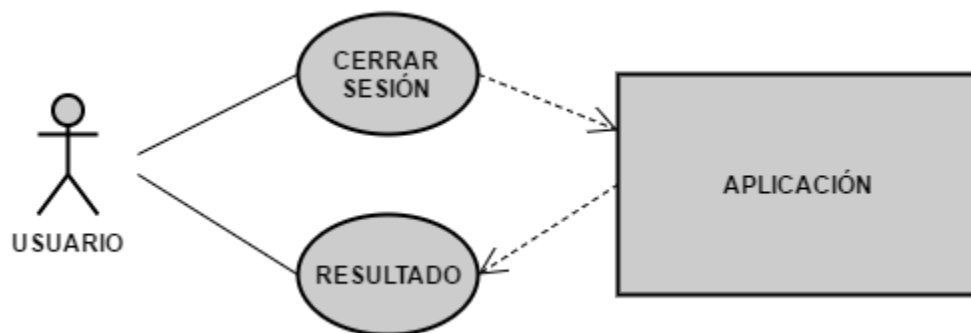 CERRAR
SESIÓN
APLICACIÓN
USUARIO
RESULTADO